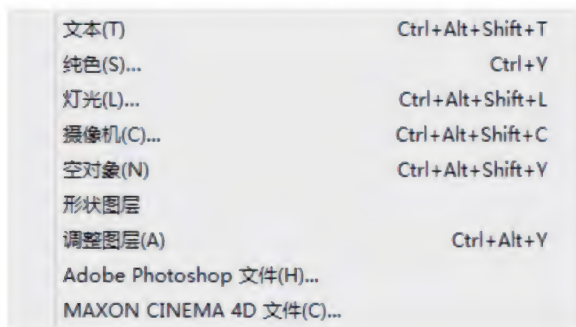 文本(T) Ctrl+Alt+Shift+T
纯色(S)... Ctrl+Y
灯光(L)... Ctrl+Alt+Shift+L
摄像机(C)... Ctrl+Alt+Shift+C
空对象(N) Ctrl+Alt+Shift+Y
形状图层
调整图层(A) Ctrl+Alt+Y
Adobe Photoshop 文件(H)...
MAXON CINEMA 4D 文件(C)...